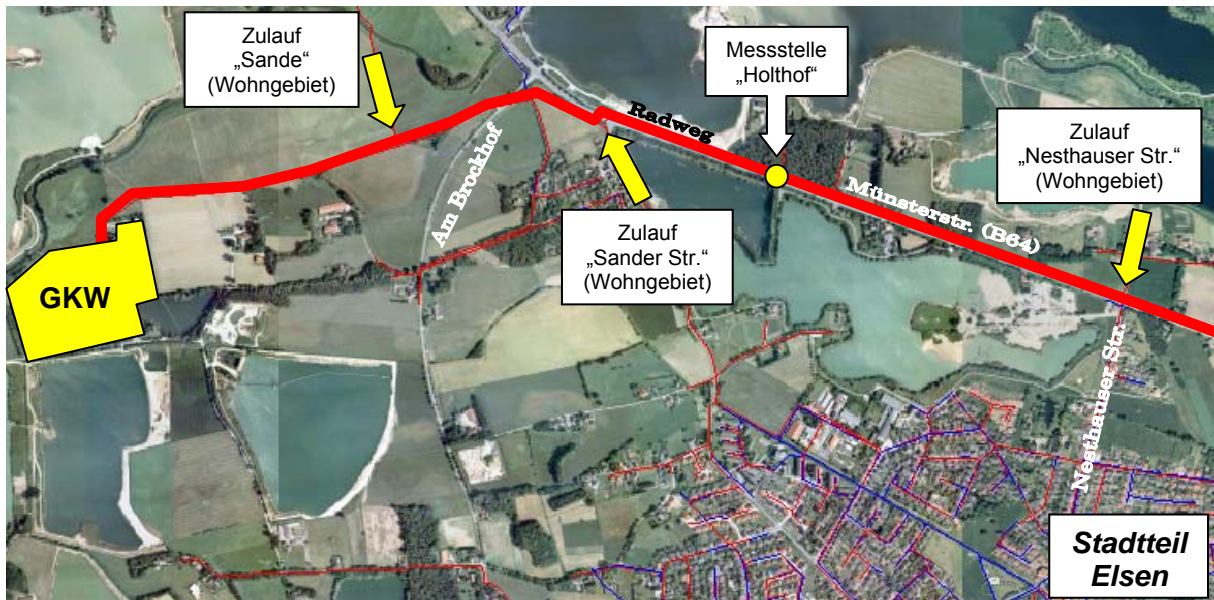 Zulauf
„Sande“
(Wohngebiet)
Messstelle
„Holthof“
Zulauf
„Nesthauser Str.“
(Wohngebiet)
Radweg
Am Brockhof
Münsterstr. (B64)
Zulauf
„Sander Str.“
(Wohngebiet)
GKW
Nesthauser Str.
Stadtteil
Elsen